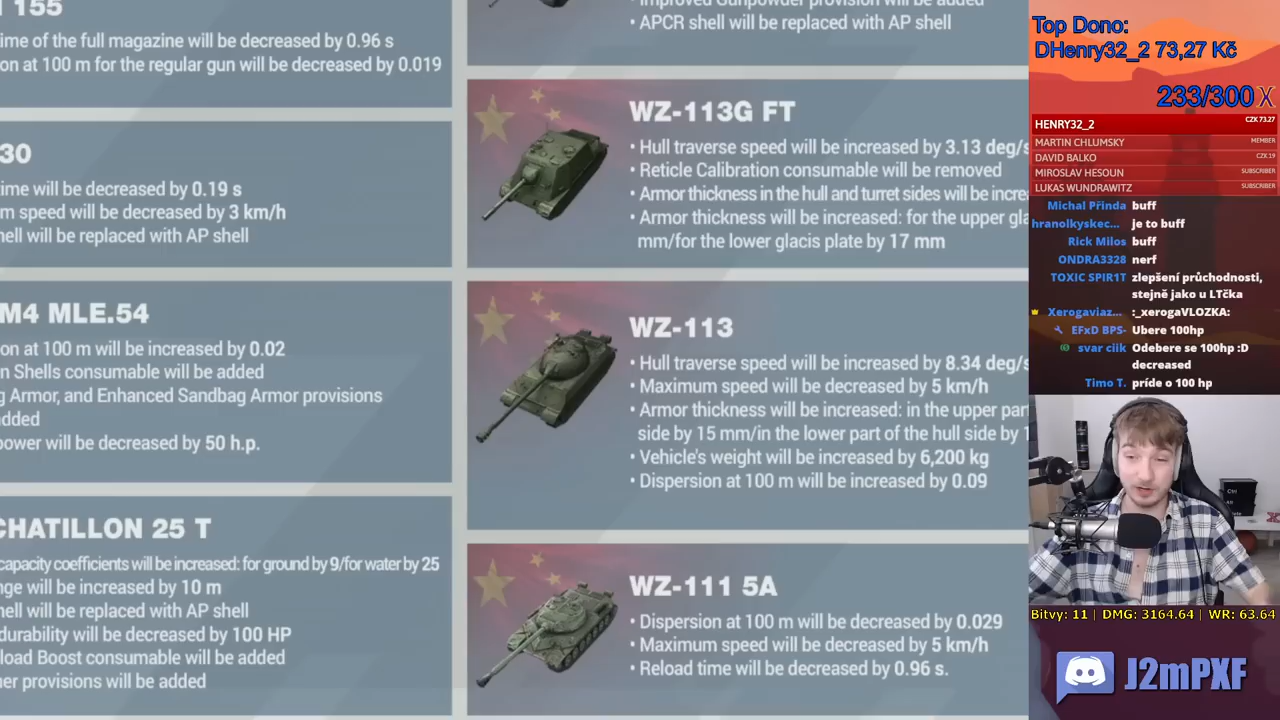 155
ime of the full magazine will be decreased by 0.96 s
on at 100 m for the regular gun will be decreased by 0.019
30
time will be decreased by 0.19 s
m speed will be decreased by 3 km/h
hell will be replaced with AP shell
M4 MLE.54
on at 100 m will be increased by 0.02
n Shells consumable will be added
g Armor, and Enhanced Sandbag Armor provisions
added
power will be decreased by 50 h.p.
CHATILLON 25 T
capacity coefficients will be increased: for ground by 9/for water by 25
nge will be increased by 10 m
hell will be replaced with AP shell
durability will be decreased by 100 HP
load Boost consumable will be added
her provisions will be added
• Improved Gunpowder provision will be added
• APCR shell will be replaced with AP shell
WZ-113G FT
• Hull traverse speed will be increased by 3.13 deg/s
• Reticle Calibration consumable will be removed
• Armor thickness in the hull and turret sides will be incre
• Armor thickness will be increased: for the upper gla
mm/for the lower glacis plate by 17 mm
WZ-113
• Hull traverse speed will be increased by 8.34 deg/s
• Maximum speed will be decreased by 5 km/h
• Armor thickness will be increased: in the upper par
side by 15 mm/in the lower part of the hull side by 1
• Vehicle's weight will be increased by 6,200 kg
• Dispersion at 100 m will be increased by 0.09
WZ-111 5A
• Dispersion at 100 m will be decreased by 0.029
• Maximum speed will be decreased by 5 km/h
• Reload time will be decreased by 0.96 s.
Top Dono:
DHenry32_2 73,27 Kč
233/300 X
HENRY32_2 CZK 73.27
MARTIN CHLUMSKY MEMBER
DAVID BALKO CZK 19
MIROSLAV HESOUN SUBSCRIBER
LUKAS WUNDRAWITZ SUBSCRIBER
Michal Přinda buff
hranolkyskec... je to buff
Rick Milos buff
ONDRA3328 nerf
TOXIC SPIR1T zlepšení průchodnosti,
stejně jako u LTčka
Xerogaviaz... :_xerogaVLOZKA:
EFxD BPS- Ubere 100hp
svar ciik Odebere se 100hp :D
decreased
Timo T. príde o 100 hp
Bitvy: 11 | DMG: 3164.64 | WR: 63.64
J2mPXF